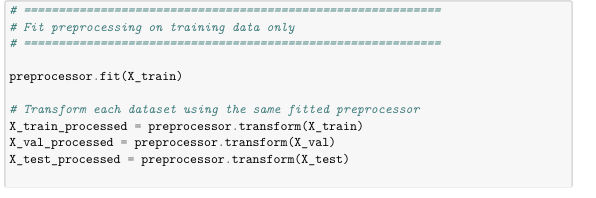 # ============================================================
# Fit preprocessing on training data only
# ============================================================
preprocessor.fit(X_train)
# Transform each dataset using the same fitted preprocessor
X_train_processed = preprocessor.transform(X_train)
X_val_processed = preprocessor.transform(X_val)
X_test_processed = preprocessor.transform(X_test)